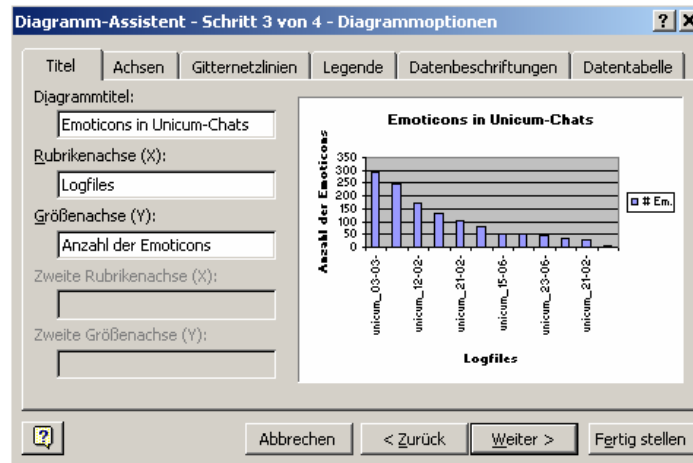 Diagramm-Assistent - Schritt 3 von 4 - Diagrammoptionen
Titel
Achsen
Gitternetzlinien
Legende
Datenbeschriftungen
Datentabelle
Diagrammtitel:
Emoticons in Unicum-Chats
Rubrikenachse (X):
Logfiles
Größenachse (Y):
Anzahl der Emoticons
Zweite Rubrikenachse (X):
Zweite Größenachse (Y):
Emoticons in Unicum-Chats
Anzahl der Emoticons
350
300
250
200
150
100
50
0
unicum_03-03-
unicum_12-02-
unicum_21-02-
unicum_15-06-
unicum_23-06-
unicum_21-02-
Logfiles
# Em.
Abbrechen
< Zurück
Weiter >
Fertig stellen